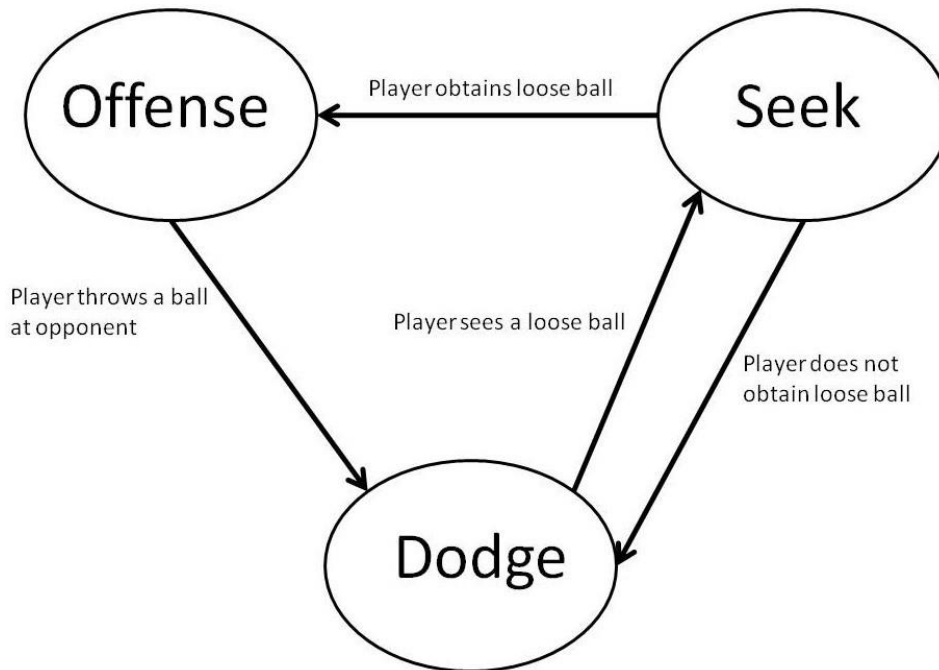 Offense
Player obtains loose ball
Seek
Player throws a ball
at opponent
Player sees a loose ball
Player does not
obtain loose ball
Dodge